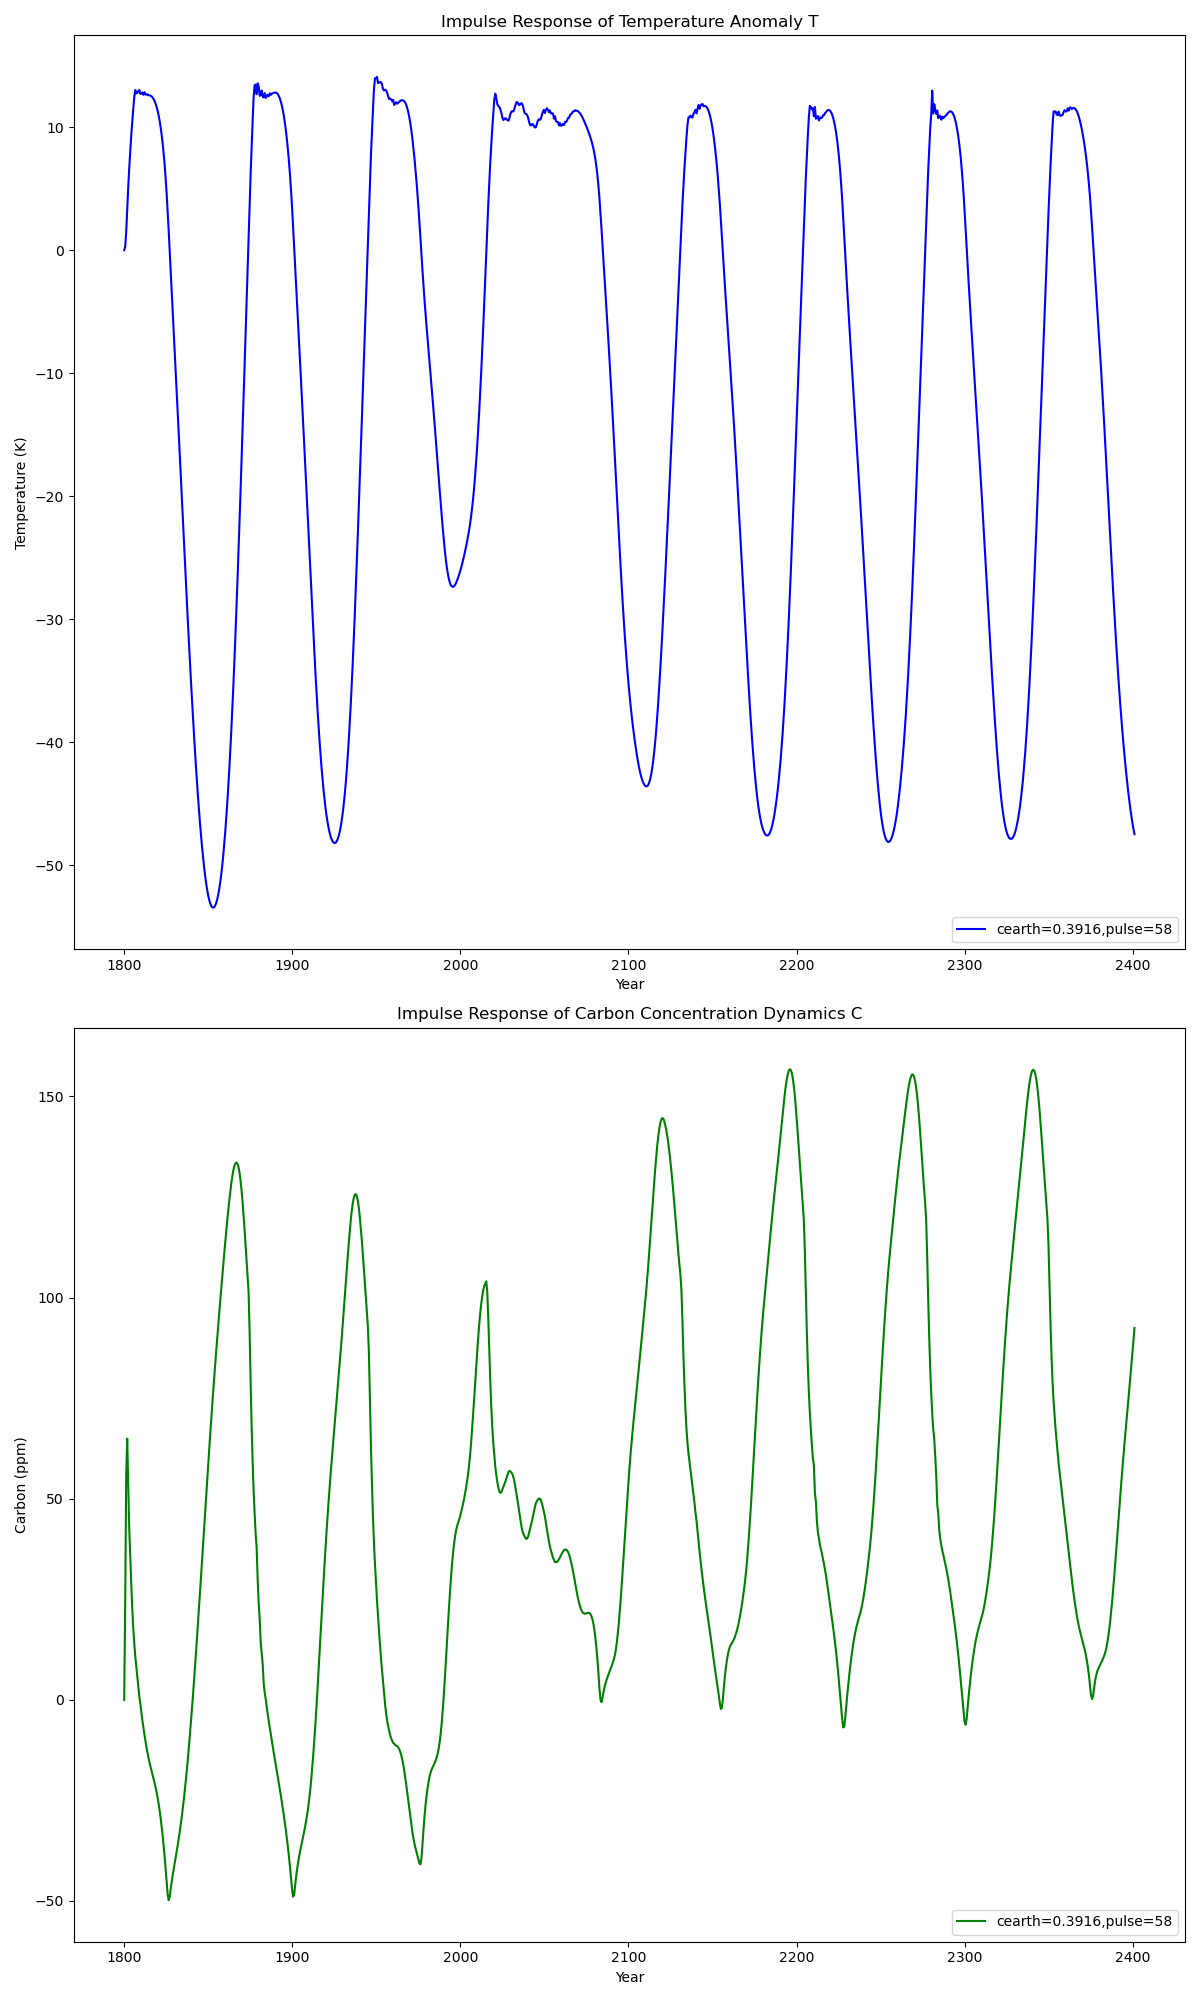 Impulse Response of Temperature Anomaly T
Temperature (K)
10
0
−10
−20
−30
−40
−50
cearth=0.3916,pulse=58
1800 1900 2000 2100 2200 2300 2400
Year
Impulse Response of Carbon Concentration Dynamics C
Carbon (ppm)
150
100
50
0
−50
cearth=0.3916,pulse=58
1800 1900 2000 2100 2200 2300 2400
Year